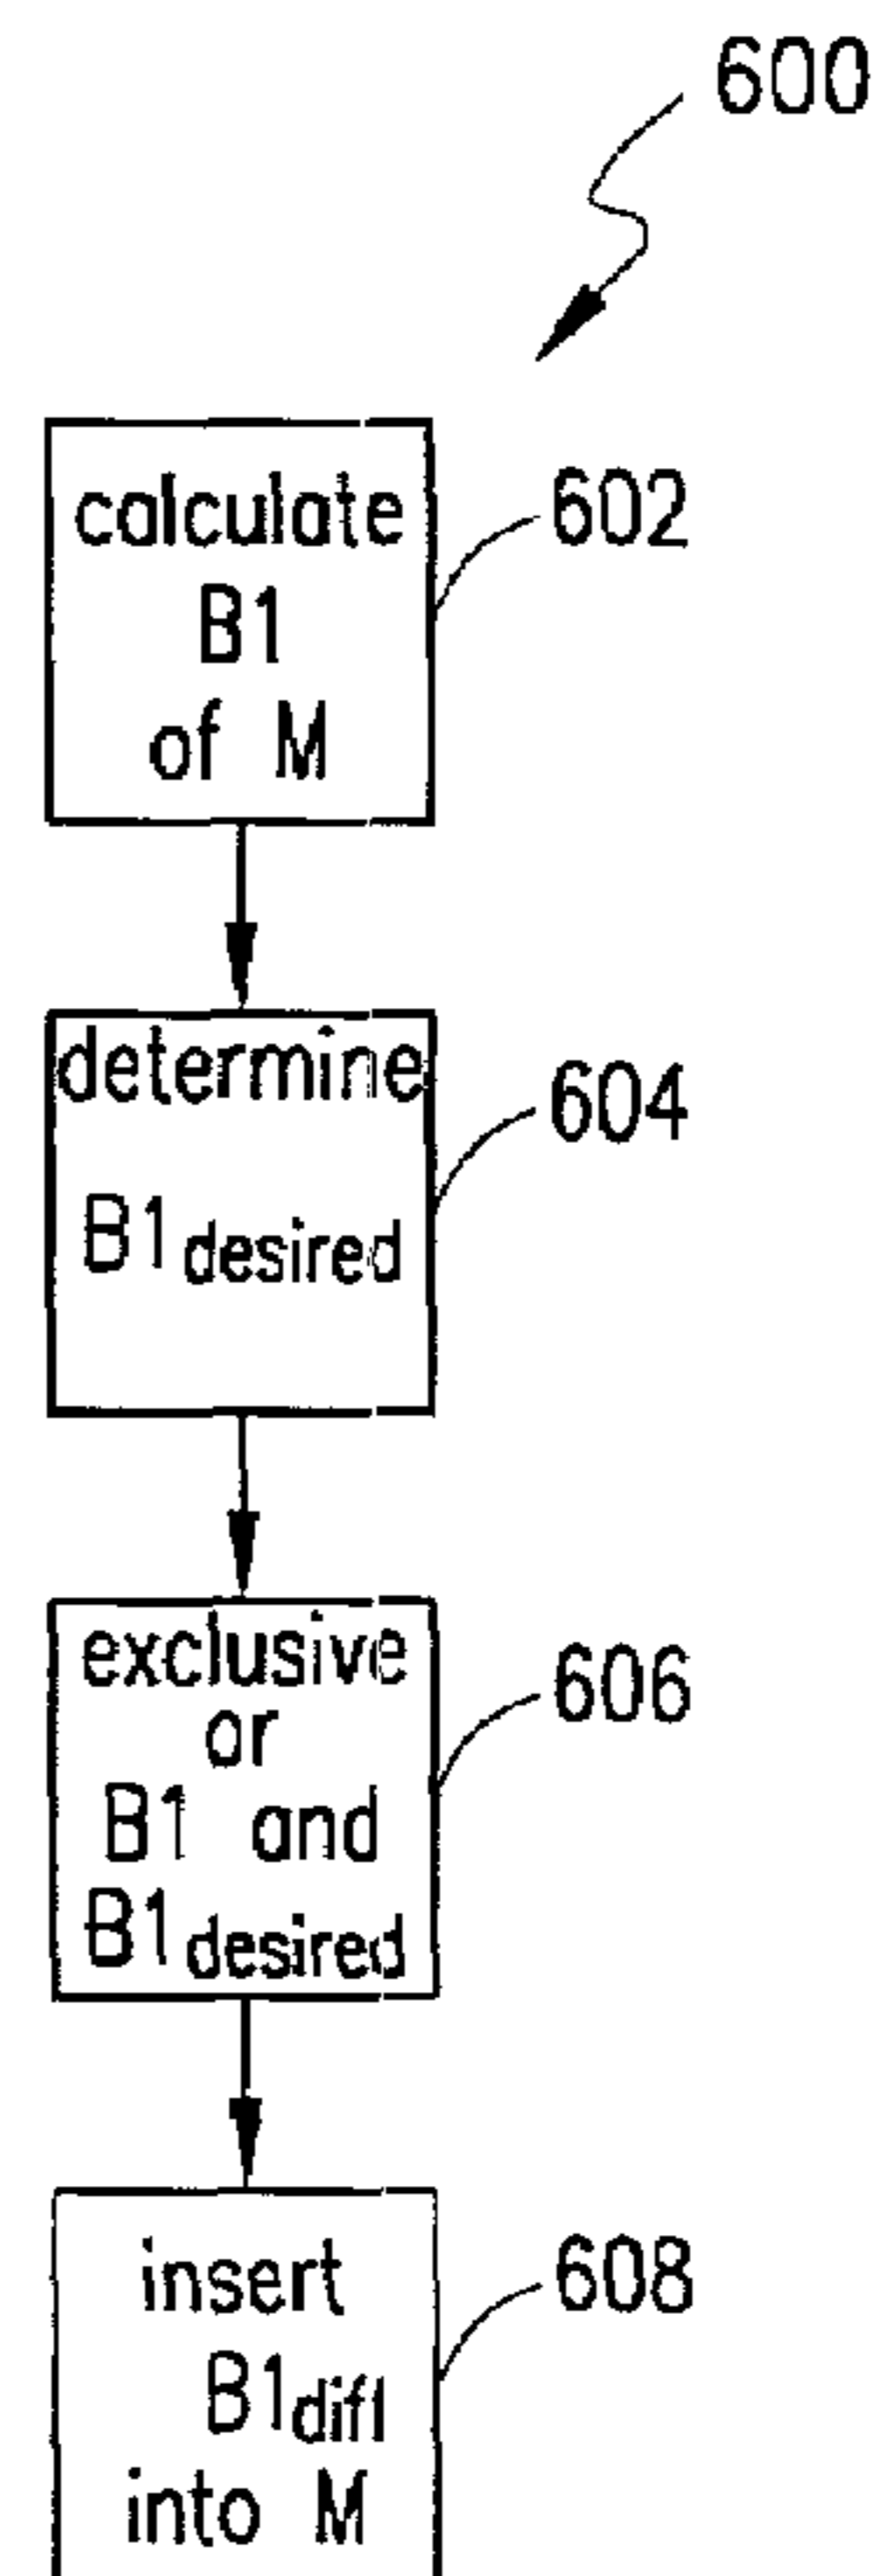 600
calculate
B1
of M
602
determine
B1desired
604
exclusive
or
B1 and
B1desired
606
insert
B1diff
into M
608